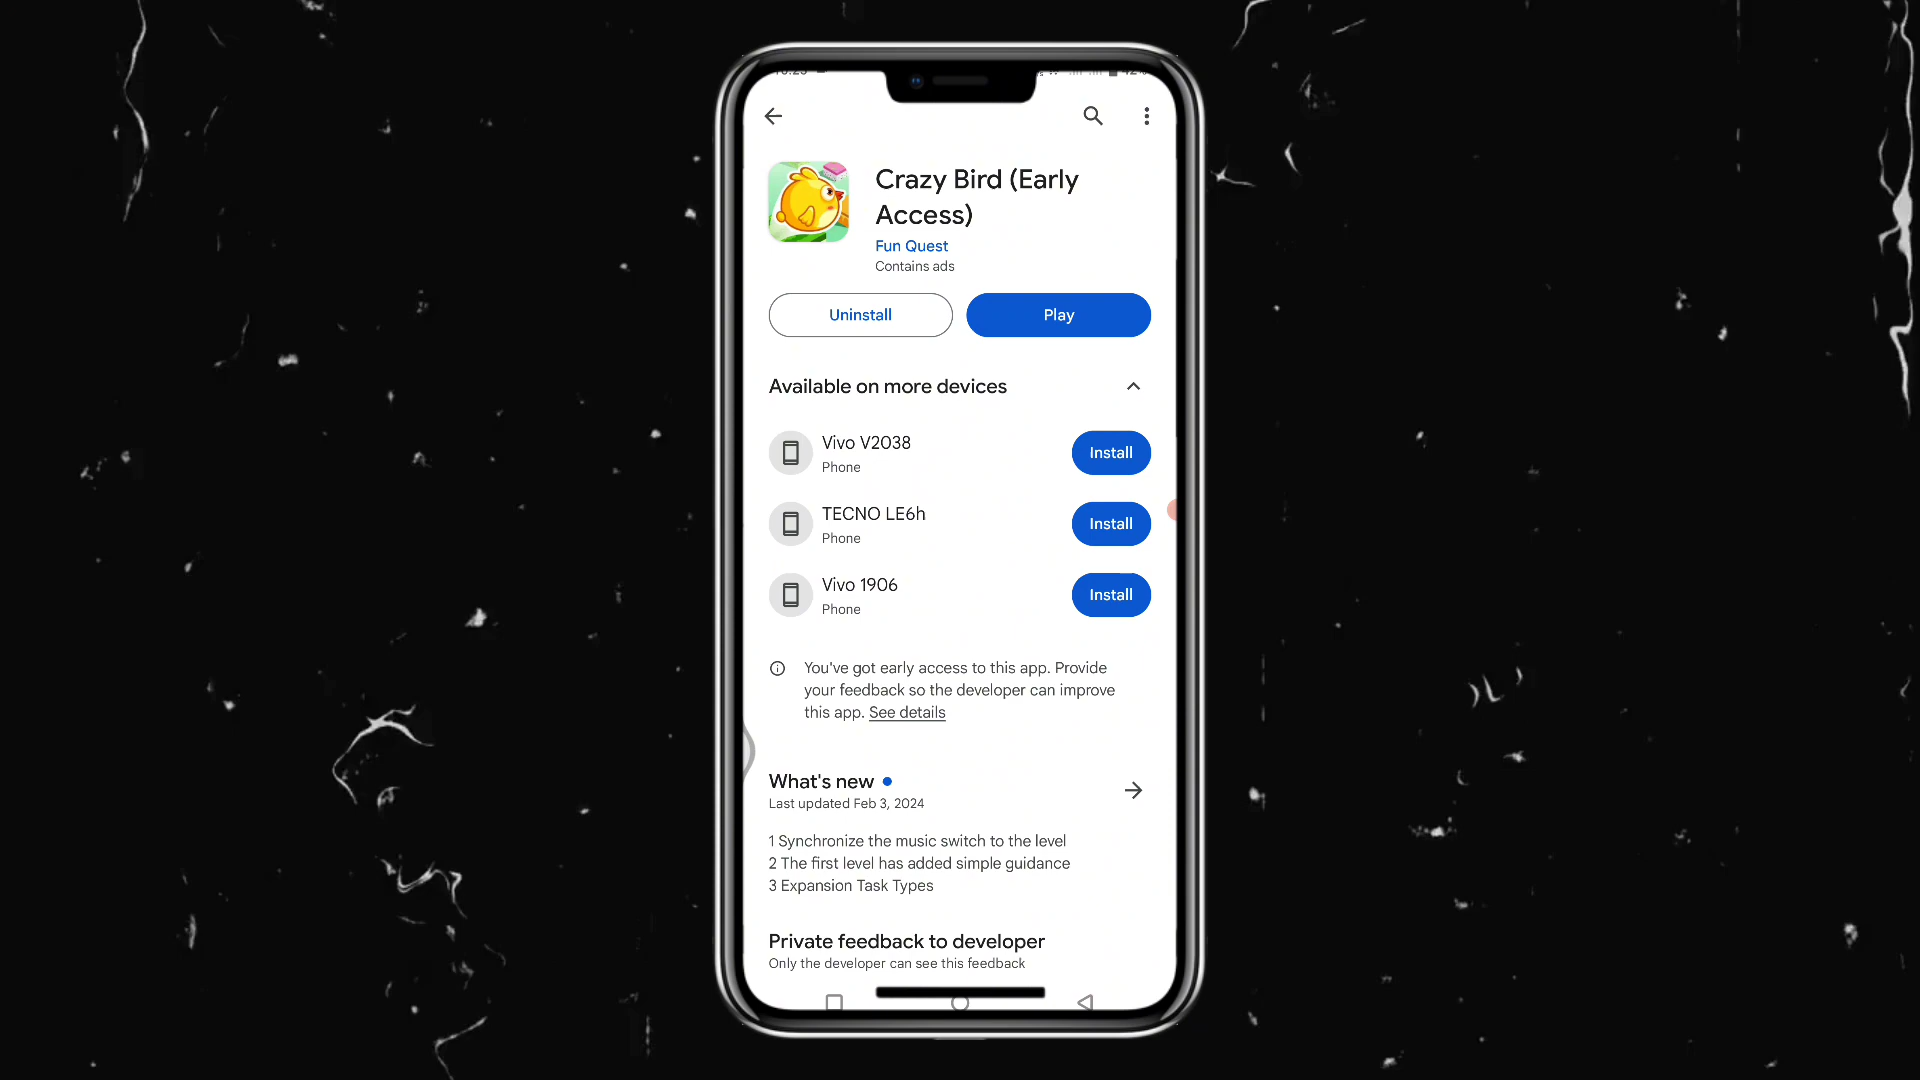 Crazy Bird (Early
Access)
Fun Quest
Contains ads
Uninstall
Play
Available on more devices
Vivo V2038
Phone
Install
TECNO LE6h
Phone
Install
Vivo 1906
Phone
Install
You've got early access to this app. Provide
your feedback so the developer can improve
this app. See details
What's new
Last updated Feb 3, 2024
1 Synchronize the music switch to the level
2 The first level has added simple guidance
3 Expansion Task Types
Private feedback to developer
Only the developer can see this feedback